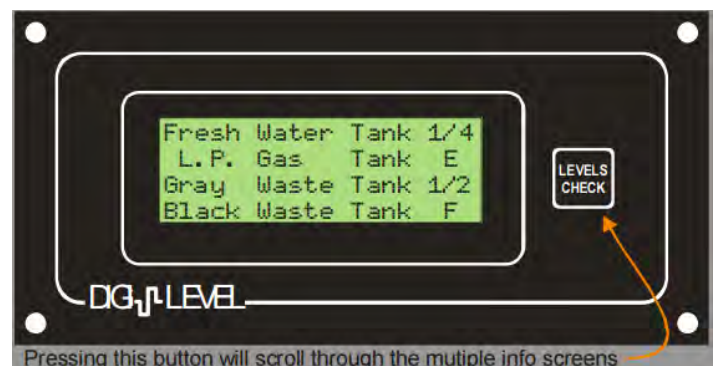 Fresh Water Tank 1/4
L.P. Gas Tank E
Gray Waste Tank 1/2
Black Waste Tank F
LEVELS
CHECK
DIGI LEVEL
Pressing this button will scroll through the mutiple info screens